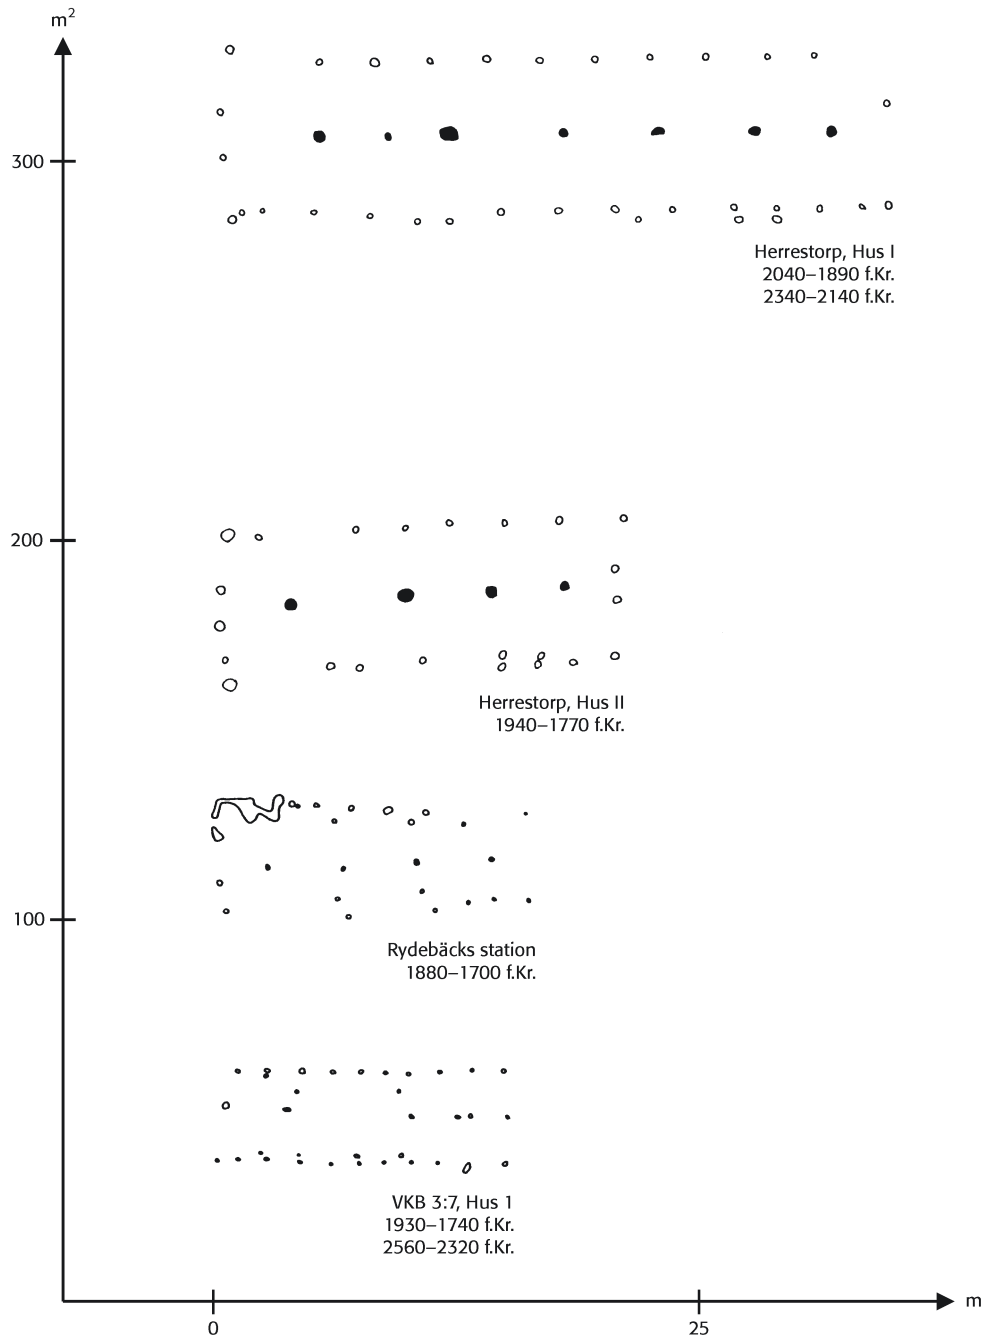 m²
300
Herrestorp, Hus I
2040–1890 f.Kr.
2340–2140 f.Kr.
200
Herrestorp, Hus II
1940–1770 f.Kr.
100
Rydebäcks station
1880–1700 f.Kr.
VKB 3:7, Hus 1
1930–1740 f.Kr.
2560–2320 f.Kr.
m
0 25